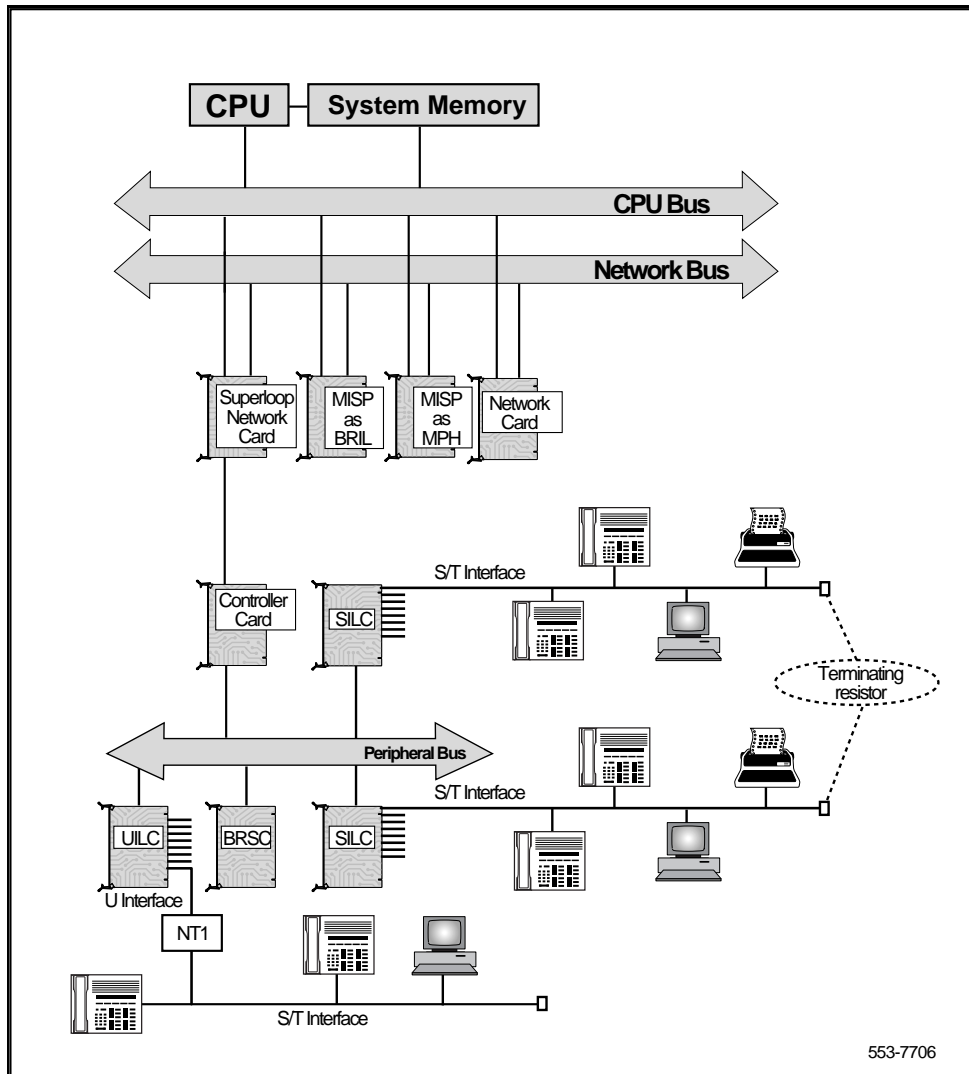 CPU
System Memory
CPU Bus
Network Bus
Superloop
Network
Card
MISP
as
BRIL
MISP
as
MPH
Network
Card
S/T Interface
Controller
Card
SILC
Terminating
resistor
Peripheral Bus
S/T Interface
UILC
BRSC
SILC
U Interface
NT1
S/T Interface
553-7706